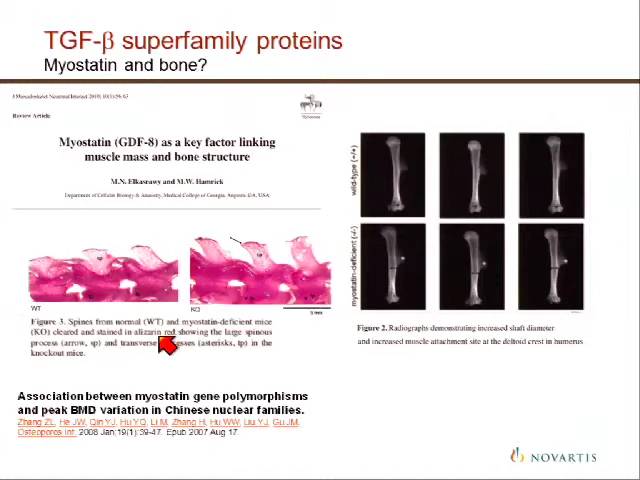 TGF-β superfamily proteins
Myostatin and bone?
J Musculoskelet Neuronal Interact 2010; 10(1):56-63
Review Article
Hylonome
Myostatin (GDF-8) as a key factor linking
muscle mass and bone structure
M.N. Elkasrawy and M.W. Hamrick
Department of Cellular Biology & Anatomy, Medical College of Georgia, Augusta, GA, USA
wild-type (+/+)
myostatin-deficient (-/-)
sp
sp
WT
KO
5 mm
Figure 3. Spines from normal (WT) and myostatin-deficient mice
(KO) cleared and stained in alizarin red showing the large spinous
process (arrow, sp) and transverse esses (asterisks, tp) in the
knockout mice.
Figure 2. Radiographs demonstrating increased shaft diameter
and increased muscle attachment site at the deltoid crest in humerus
Association between myostatin gene polymorphisms
and peak BMD variation in Chinese nuclear families.
Zhang ZL, He JW, Qin YJ, Hu YQ, Li M, Zhang H, Hu WW, Liu YJ, Gu JM.
Osteoporos Int. 2008 Jan;19(1):39-47. Epub 2007 Aug 17.
NOVARTIS